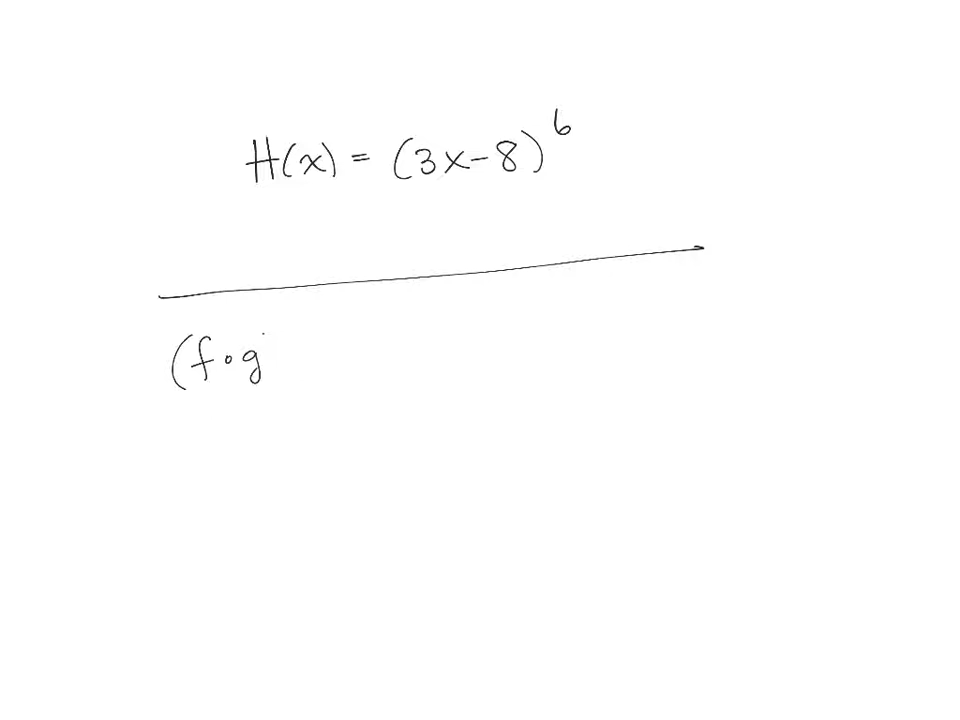 H(x) = (3x-8)^6
(f∘g